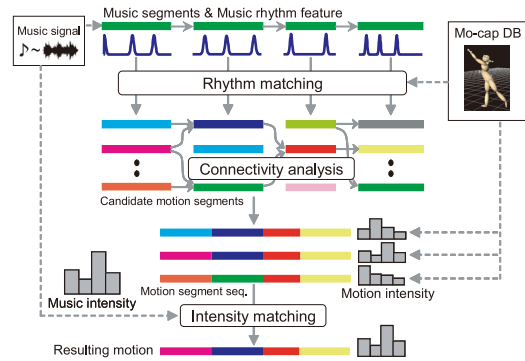 Music segments & Music rhythm feature
Music signal
Mo-cap DB
Rhythm matching
Connectivity analysis
Candidate motion segments
Music intensity
Motion segment seq.
Motion intensity
Intensity matching
Resulting motion